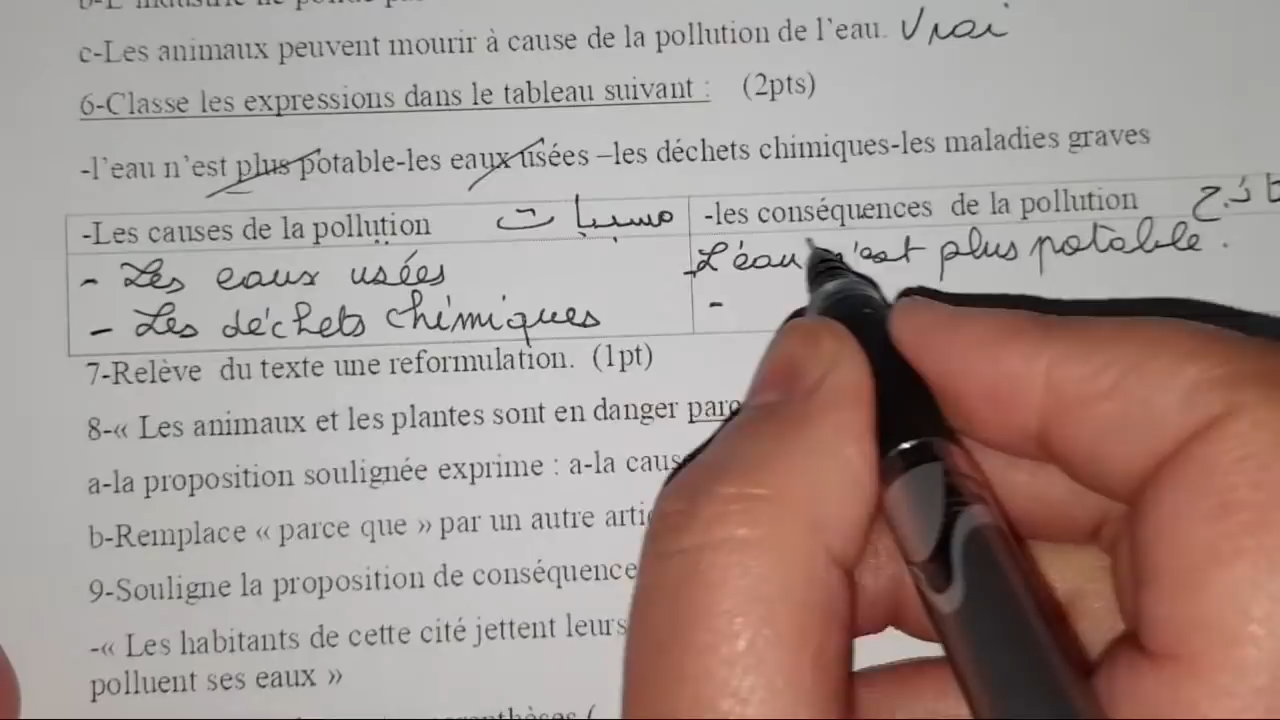 c-Les animaux peuvent mourir à cause de la pollution de l'eau. Vrai
6-Classe les expressions dans le tableau suivant : (2pts)
-l'eau n'est plus potable-les eaux usées –les déchets chimiques-les maladies graves
-Les causes de la pollution مسببات
-les conséquences de la pollution
- Les eaux usées
- Les déchets chimiques
-L'éau n'est plus potable.
-
7-Relève du texte une reformulation. (1pt)
8-« Les animaux et les plantes sont en danger
a-la proposition soulignée exprime : a-la
b-Remplace « parce que » par un autre
9-Souligne la proposition de conséquence
-« Les habitants de cette cité jettent leurs
polluent ses eaux »